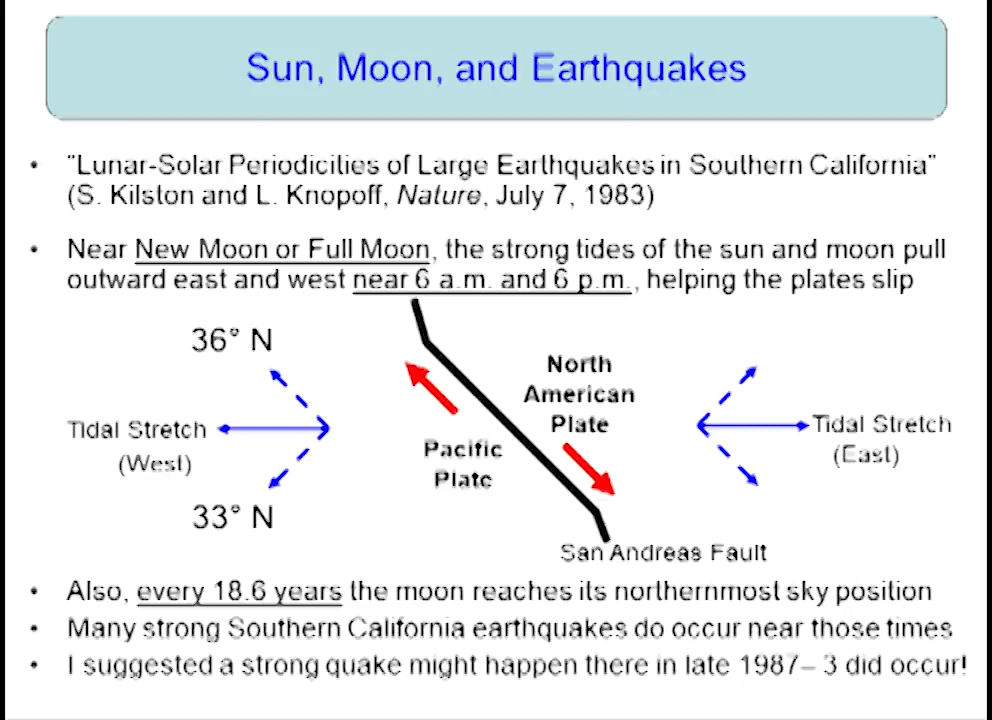 Sun, Moon, and Earthquakes
• "Lunar-Solar Periodicities of Large Earthquakes in Southern California"
(S. Kilston and L. Knopoff, Nature, July 7, 1983)
• Near New Moon or Full Moon, the strong tides of the sun and moon pull
outward east and west near 6 a.m. and 6 p.m., helping the plates slip
36° N
North
American
Plate
Tidal Stretch
(West)
Pacific
Plate
Tidal Stretch
(East)
33° N
San Andreas Fault
• Also, every 18.6 years the moon reaches its northernmost sky position
• Many strong Southern California earthquakes do occur near those times
• I suggested a strong quake might happen there in late 1987– 3 did occur!